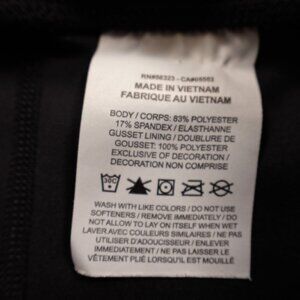 RN#56323 - CA#05553
MADE IN VIETNAM
FABRIQUE AU VIETNAM
BODY / CORPS: 83% POLYESTER
17% SPANDEX / ELASTHANNE
GUSSET LINING / DOUBLURE DE
GOUSSET: 100% POLYESTER
EXCLUSIVE OF DECORATION /
DECORATION NON COMPRISE
WASH WITH LIKE COLORS / DO NOT USE
SOFTENERS / REMOVE IMMEDIATELY / DO
NOT ALLOW TO LAY ON ITSELF WHEN WET
LAVER AVEC COULEURS SIMILAIRES / NE PAS
UTILISER D'ADOUCISSEUR / ENLEVER
IMMÉDIATEMENT / NE PAS LAISSER LE
VÊTEMENT PLIÉ LORSQU'IL EST MOUILLÉ